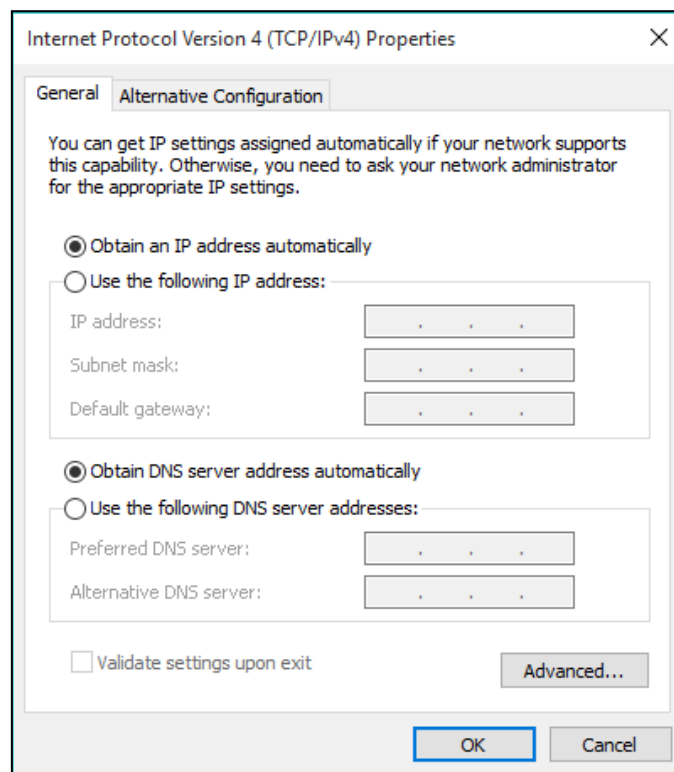 Internet Protocol Version 4 (TCP/IPv4) Properties
General
Alternative Configuration
You can get IP settings assigned automatically if your network supports
this capability. Otherwise, you need to ask your network administrator
for the appropriate IP settings.
Obtain an IP address automatically
Use the following IP address:
IP address:
Subnet mask:
Default gateway:
Obtain DNS server address automatically
Use the following DNS server addresses:
Preferred DNS server:
Alternative DNS server:
Validate settings upon exit
Advanced...
OK
Cancel